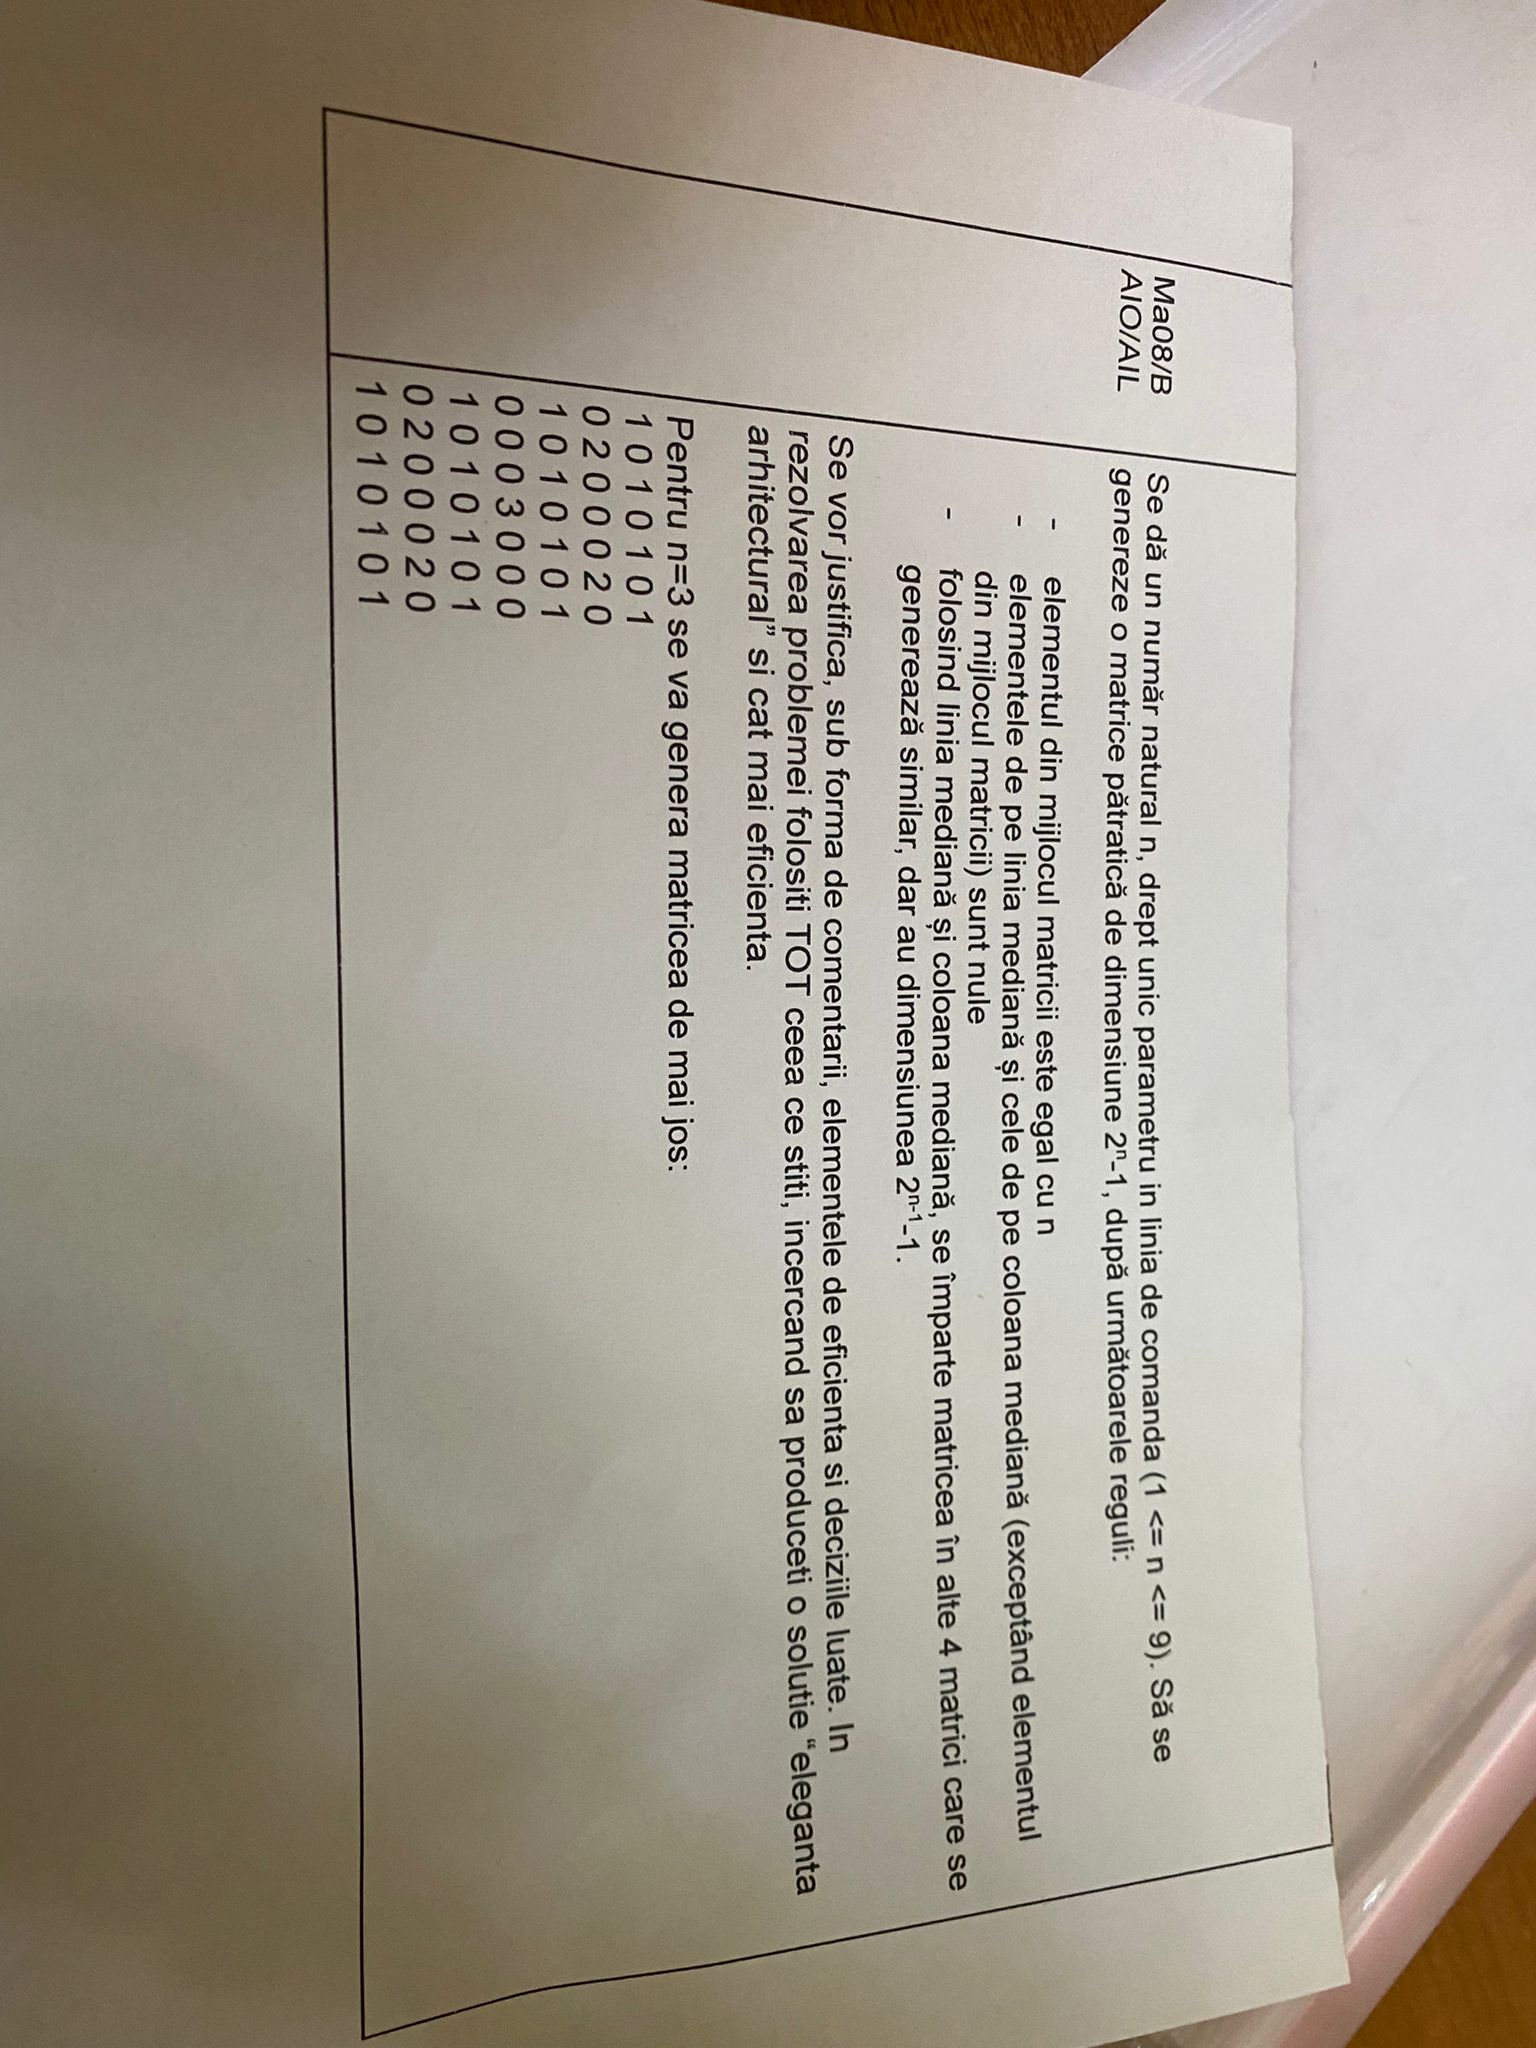 Ma08/B
AIO/AIL
Se dă un număr natural n, drept unic parametru in linia de comanda (1 <= n <= 9). Să se
genereze o matrice pătratică de dimensiune 2ⁿ-1, după următoarele reguli:
- elementul din mijlocul matricii este egal cu n
- elementele de pe linia mediană și cele de pe coloana mediană (exceptând elementul
din mijlocul matricii) sunt nule
- folosind linia mediană și coloana mediană, se împarte matricea în alte 4 matrici care se
generează similar, dar au dimensiunea 2ⁿ⁻¹-1.
Se vor justifica, sub forma de comentarii, elementele de eficienta si deciziile luate. In
rezolvarea problemei folositi TOT ceea ce stiti, incercand sa produceti o solutie “eleganta
arhitectural” si cat mai eficienta.
Pentru n=3 se va genera matricea de mai jos:
1 0 1 0 1 0 1
0 2 0 0 0 2 0
1 0 1 0 1 0 1
0 0 0 3 0 0 0
1 0 1 0 1 0 1
0 2 0 0 0 2 0
1 0 1 0 1 0 1